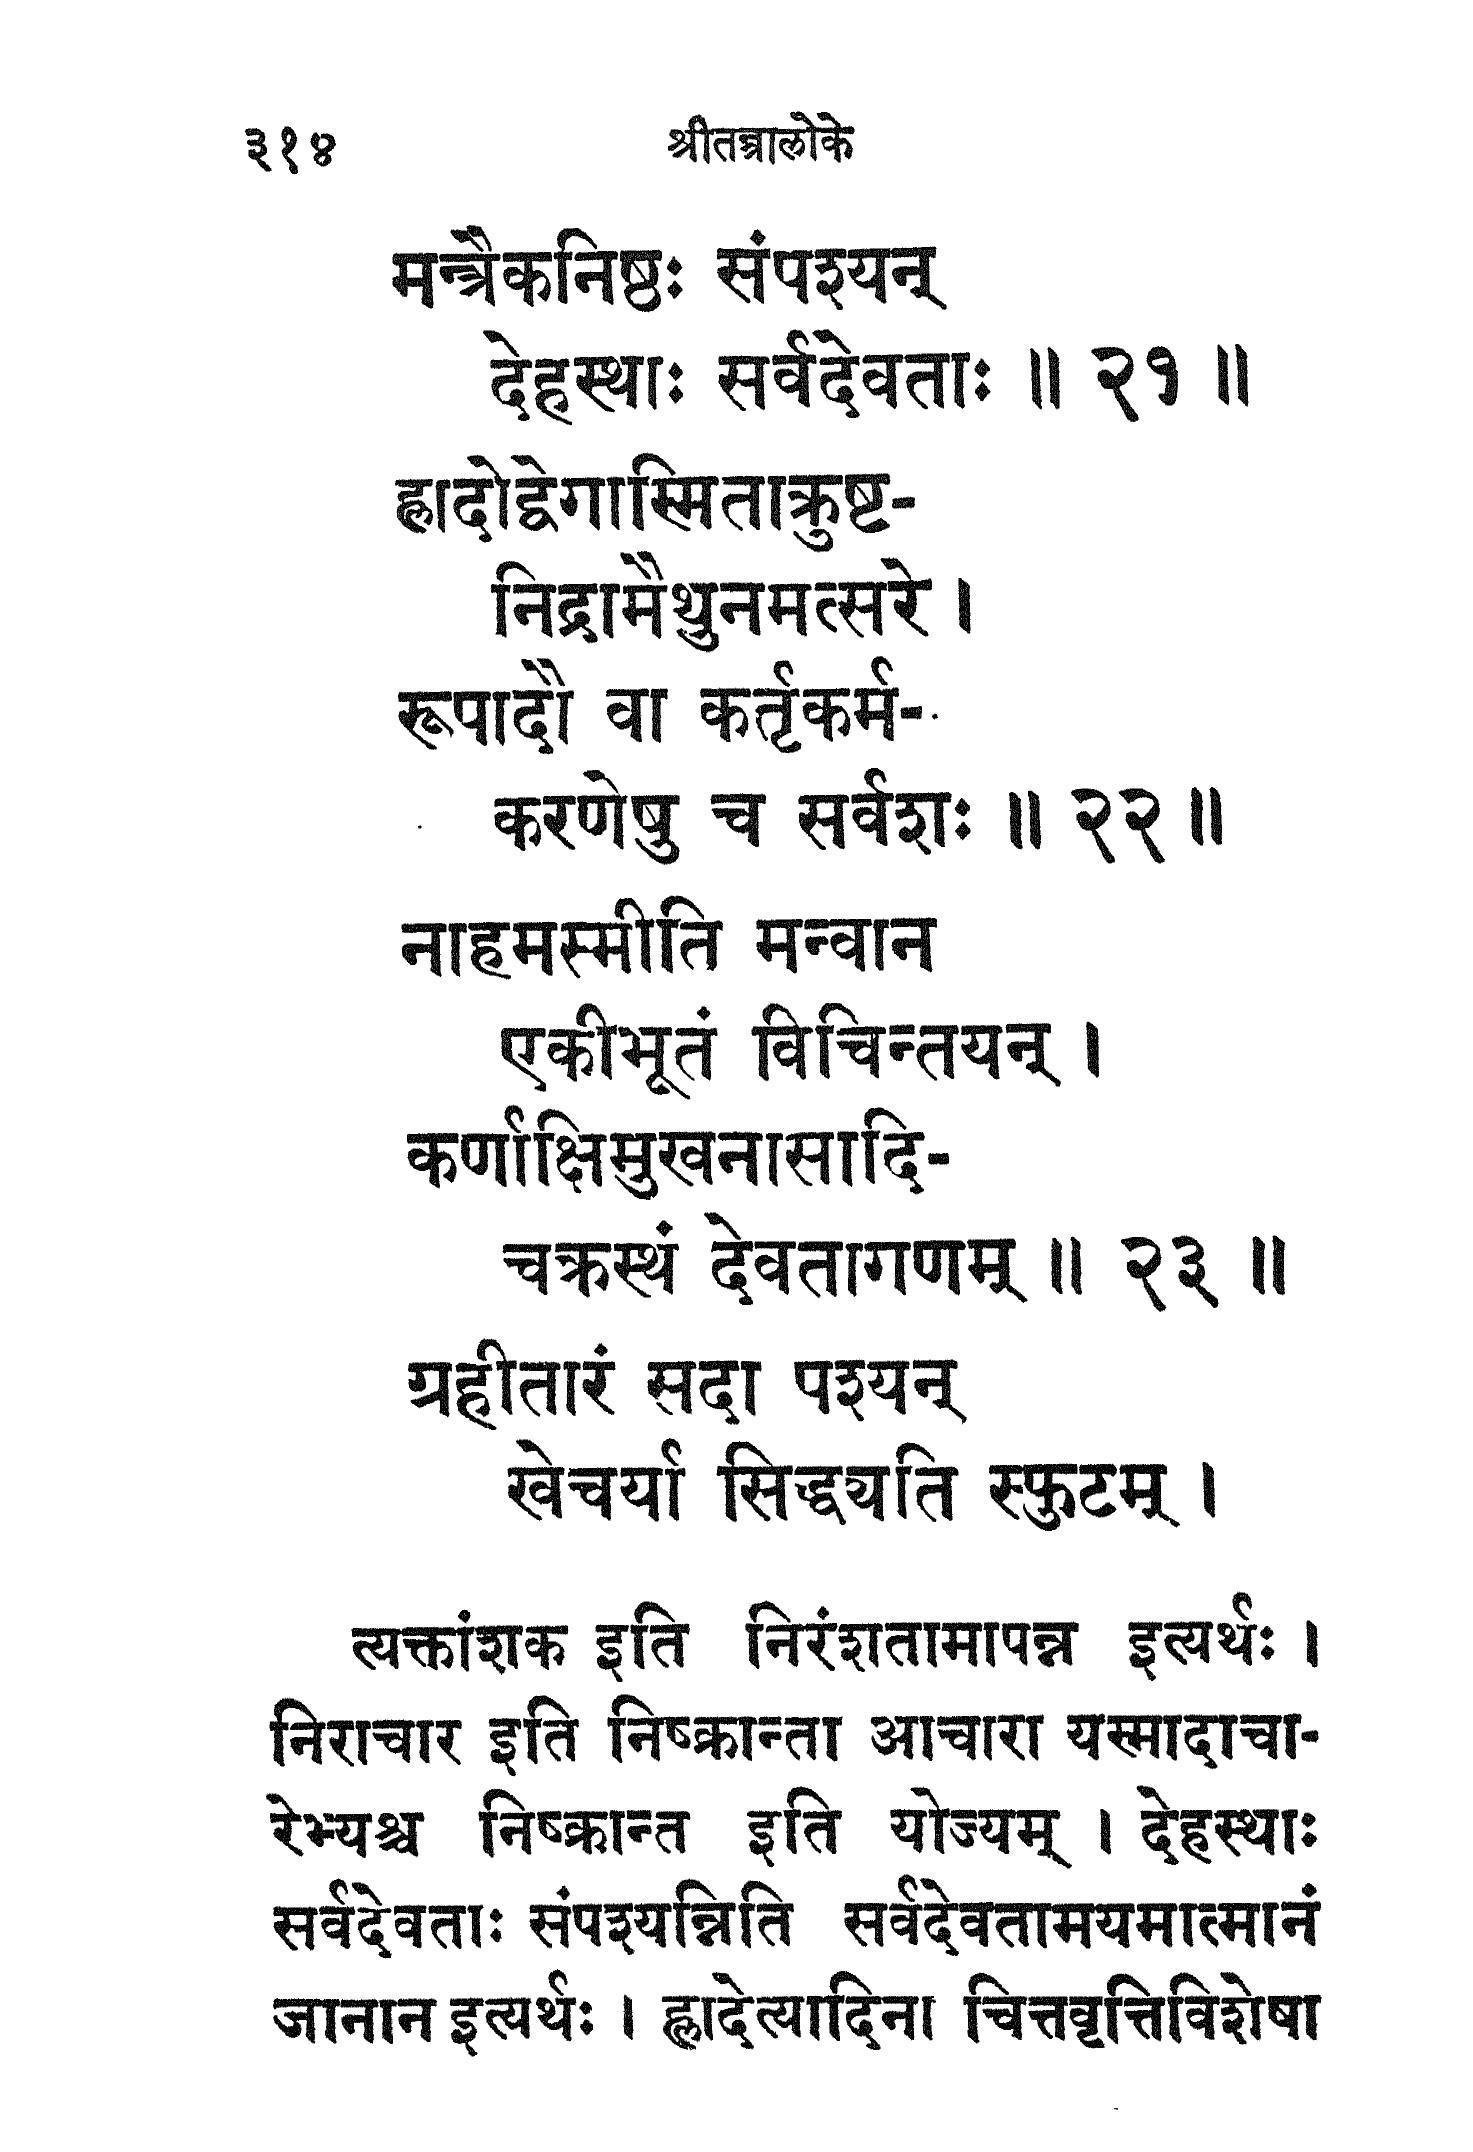 ३१४ श्रीतन्त्रालोके
मन्त्रैकनिष्ठः संपश्यन्
देहस्थाः सर्वदेवताः ॥ २१ ॥
ह्लादोद्वेगास्मिताक्रुष्ट-
निद्रामैथुनमत्सरे ।
रूपादौ वा कर्तृकर्म-
करणेषु च सर्वशः ॥ २२ ॥
नाहमस्मीति मन्वान
एकीभूतं विचिन्तयन् ।
कर्णाक्षिमुखनासादि-
चक्रस्थं देवतागणम् ॥ २३ ॥
ग्रहीतारं सदा पश्यन्
खेचर्या सिद्ध्यति स्फुटम् ।
त्यक्तांशक इति निरंशतामापन्न इत्यर्थः ।
निराचार इति निष्क्रान्ता आचारा यस्मादाचा-
रेभ्यश्च निष्क्रान्त इति योज्यम् । देहस्थाः
सर्वदेवताः संपश्यन्निति सर्वदेवतामयमात्मानं
जानान इत्यर्थः । ह्लादेत्यादिना चित्तवृत्तिविशेषा